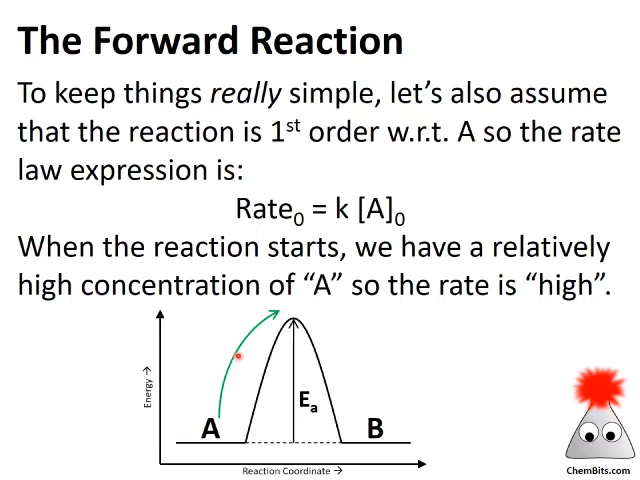 The Forward Reaction
To keep things really simple, let's also assume
that the reaction is 1st order w.r.t. A so the rate
law expression is:
Rate0 = k [A]0
When the reaction starts, we have a relatively
high concentration of "A" so the rate is "high".
Energy →
Ea
A
B
Reaction Coordinate →
ChemBits.com